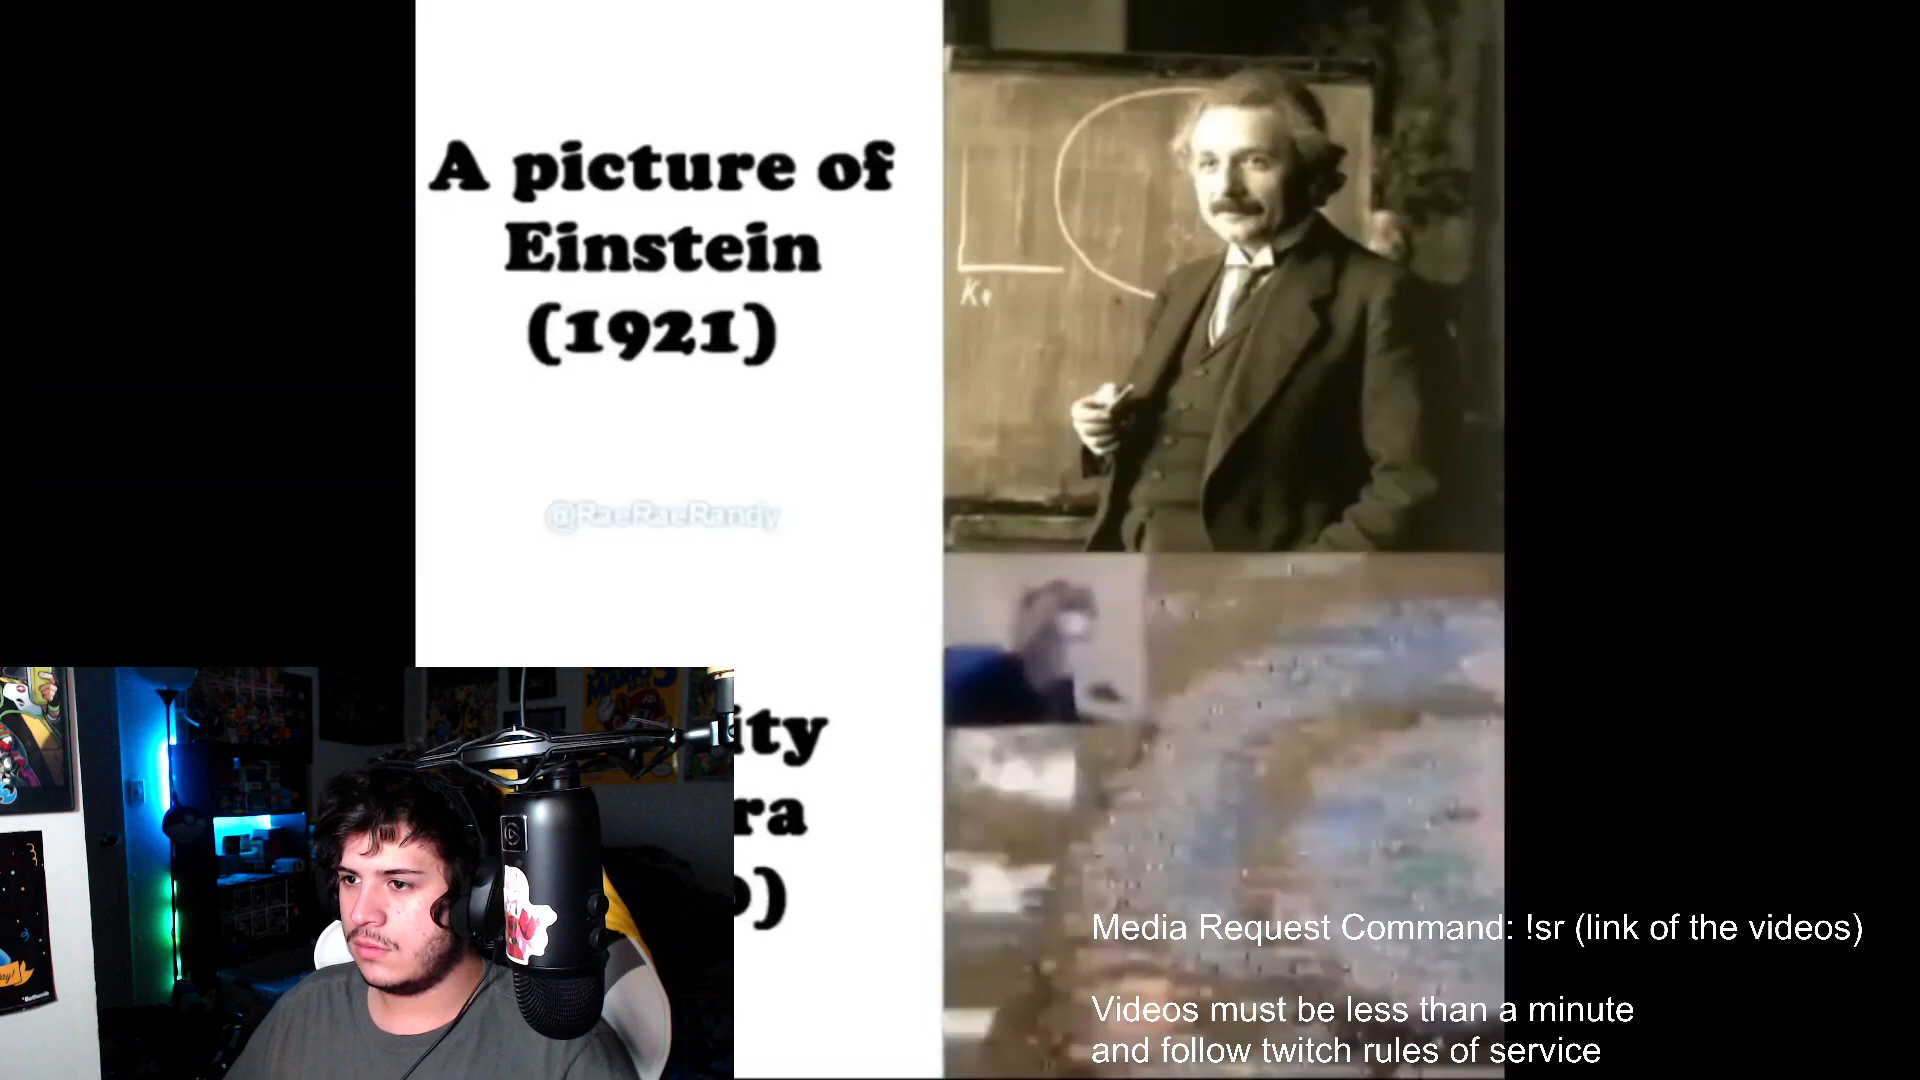 A picture of
Einstein
(1921)
@RaeRaeRandy
Media Request Command: !sr (link of the videos)
Videos must be less than a minute
and follow twitch rules of service